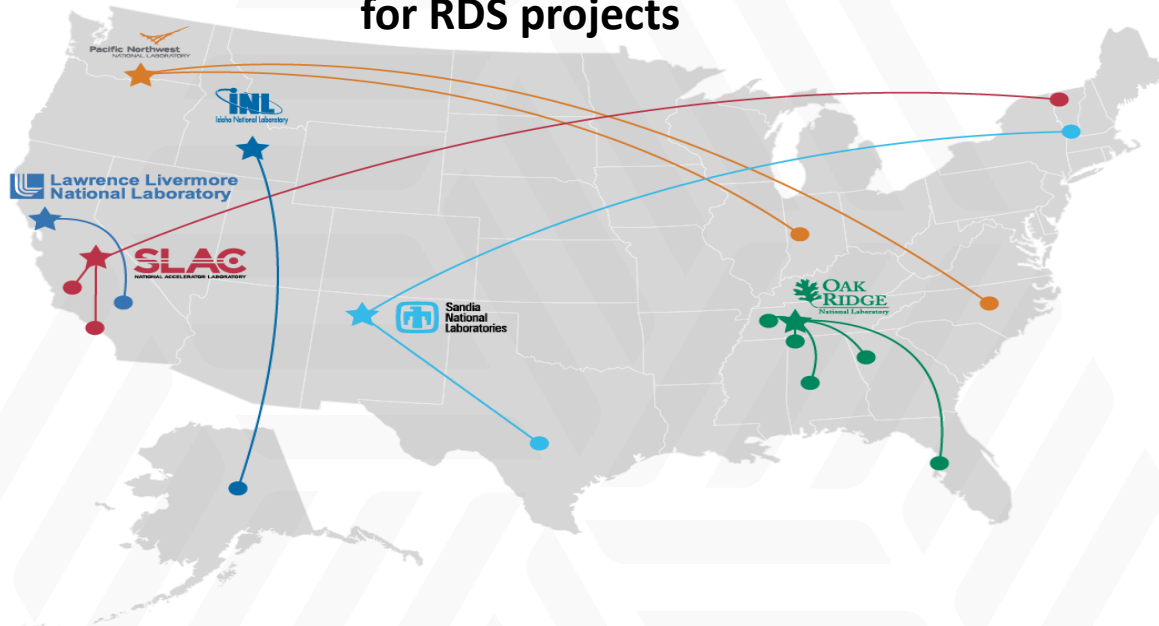 for RDS projects
Pacific Northwest
NATIONAL LABORATORY
INL
Idaho National Laboratory
Lawrence Livermore
National Laboratory
SLAC
NATIONAL ACCELERATOR LABORATORY
Sandia
National
Laboratories
OAK
RIDGE
National Laboratory